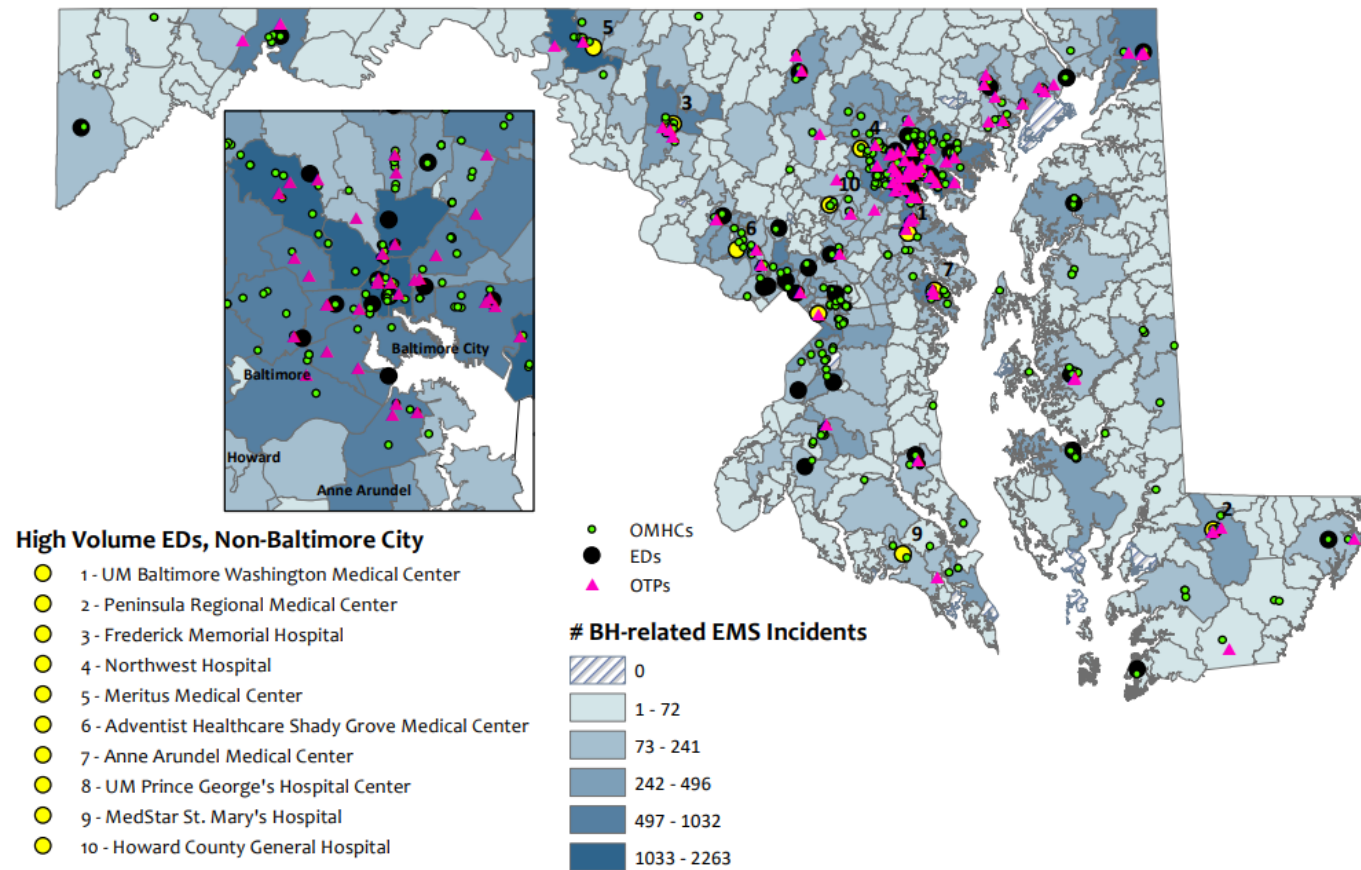 5
3
4
10
1
6
7
9
2
Baltimore City
Baltimore
Howard
Anne Arundel
High Volume EDs, Non-Baltimore City
1 - UM Baltimore Washington Medical Center
2 - Peninsula Regional Medical Center
3 - Frederick Memorial Hospital
4 - Northwest Hospital
5 - Meritus Medical Center
6 - Adventist Healthcare Shady Grove Medical Center
7 - Anne Arundel Medical Center
8 - UM Prince George's Hospital Center
9 - MedStar St. Mary's Hospital
10 - Howard County General Hospital
OMHCs
EDs
OTPs
# BH-related EMS Incidents
0
1 - 72
73 - 241
242 - 496
497 - 1032
1033 - 2263